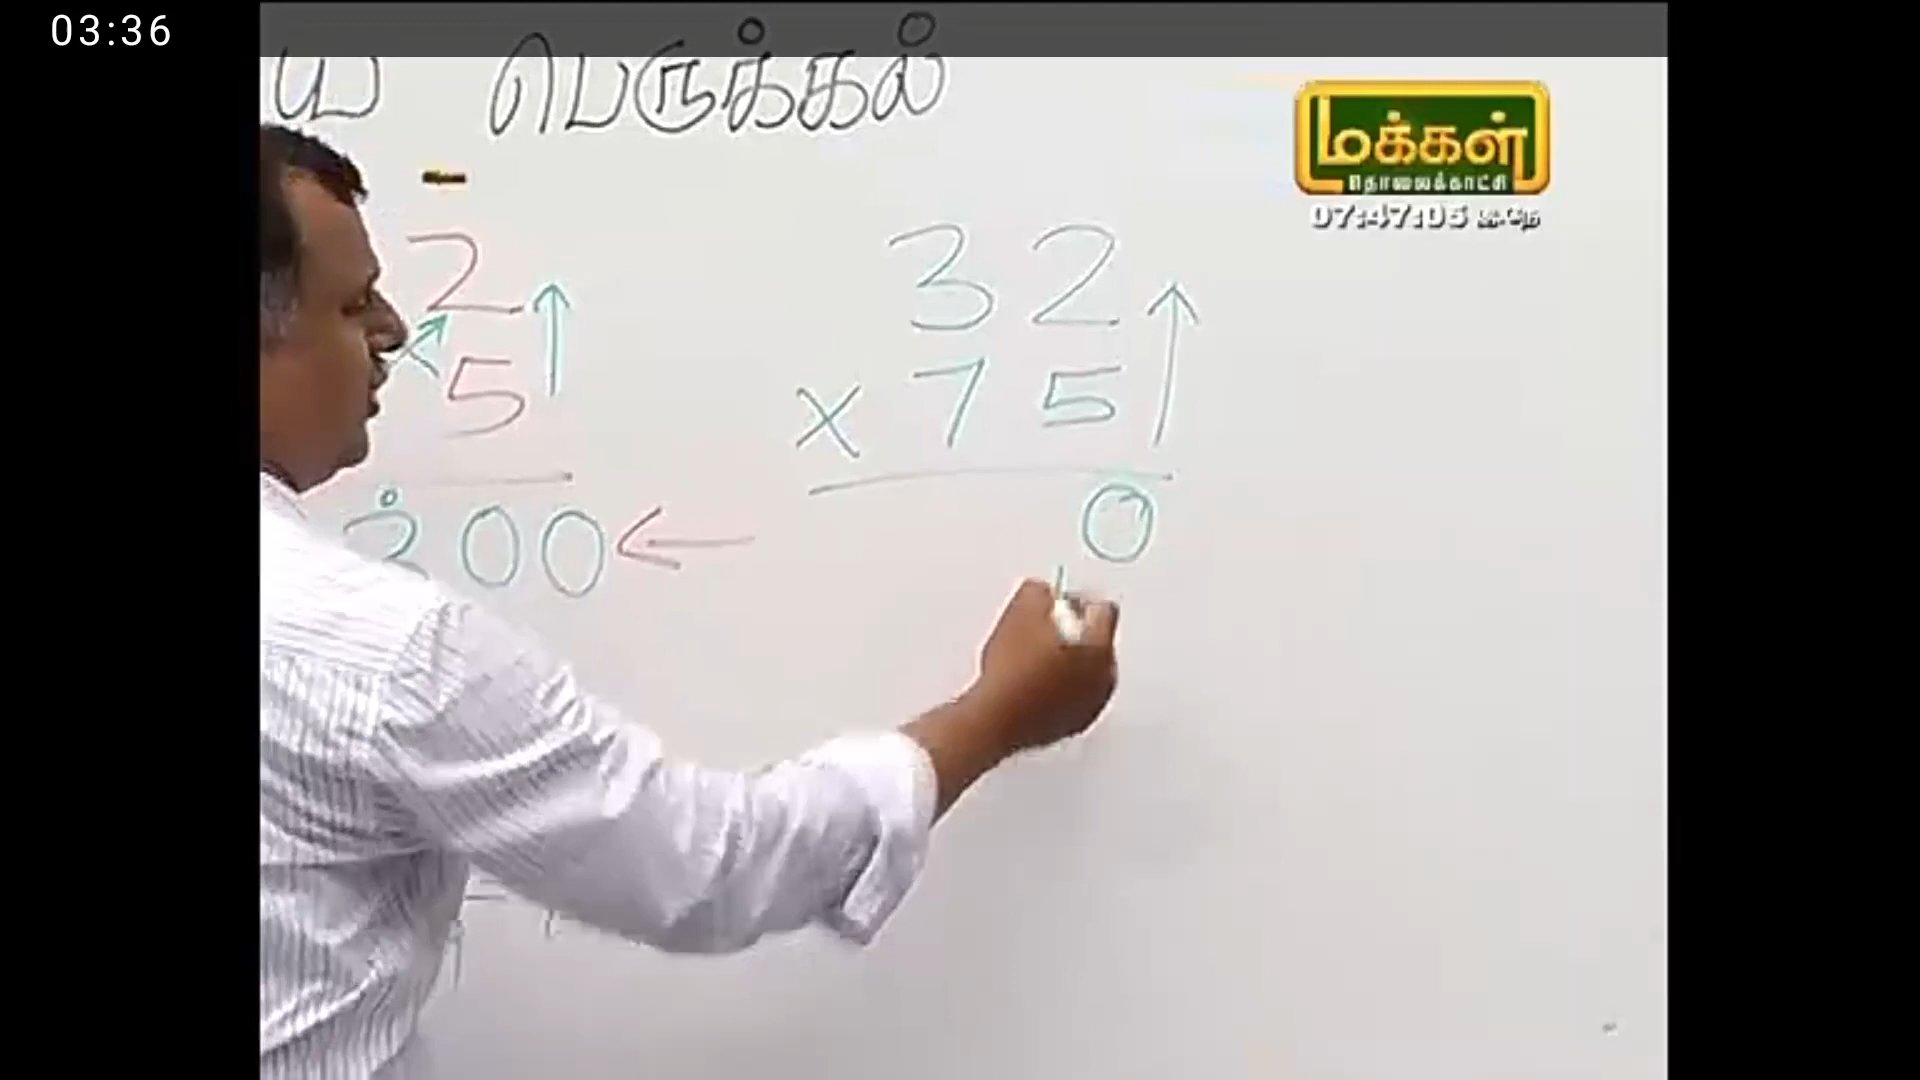 03:36
ய பெருக்கல்
மக்கள்
தொலைக்காட்சி
07:47:05
2
x 5
200
32
x 75
0